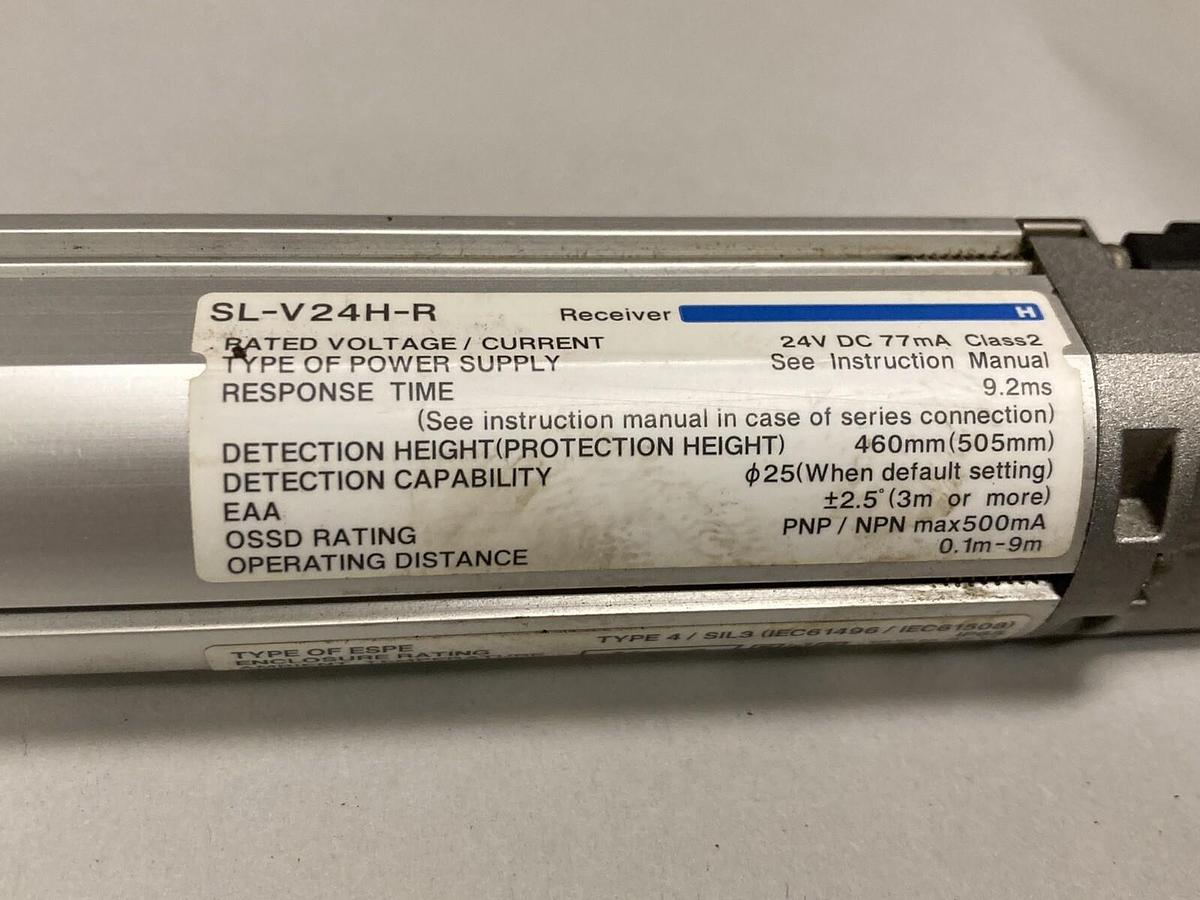 SL-V24H-R Receiver H
RATED VOLTAGE / CURRENT 24V DC 77mA Class2
TYPE OF POWER SUPPLY See Instruction Manual
RESPONSE TIME 9.2ms
(See instruction manual in case of series connection)
DETECTION HEIGHT(PROTECTION HEIGHT) 460mm(505mm)
DETECTION CAPABILITY ϕ25(When default setting)
EAA ±2.5°(3m or more)
OSSD RATING PNP / NPN max500mA
OPERATING DISTANCE 0.1m-9m
TYPE OF ESPE TYPE 4 / SIL3 (IEC61496 / IEC61508)
ENCLOSURE RATING IP65